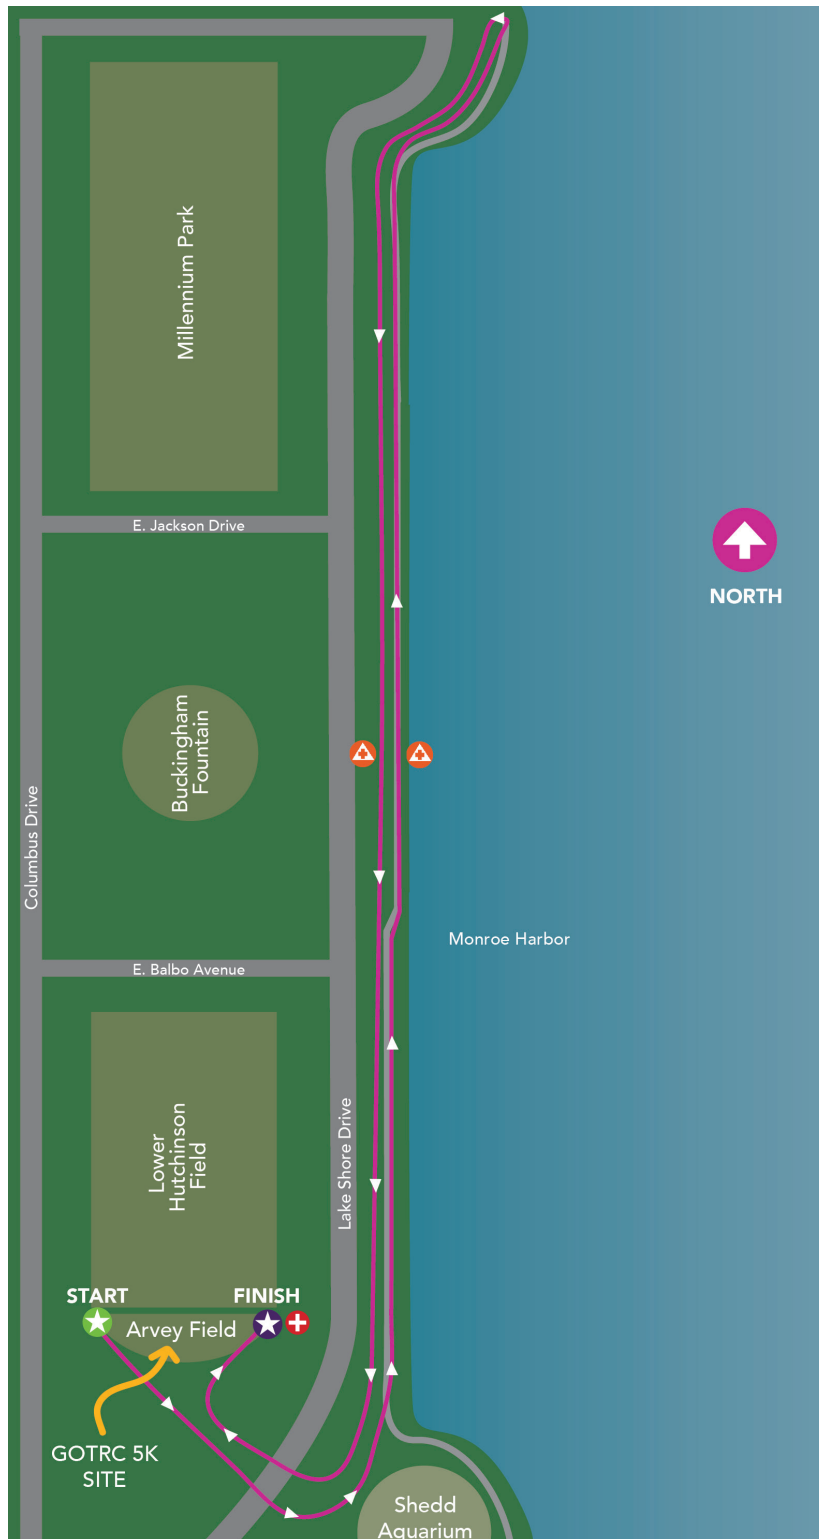 Millennium Park
E. Jackson Drive
NORTH
Buckingham
Fountain
Columbus Drive
Monroe Harbor
E. Balbo Avenue
Lower
Hutchinson
Field
Lake Shore Drive
START
FINISH
Arvey Field
GOTRC 5K
SITE
Shedd
Aquarium